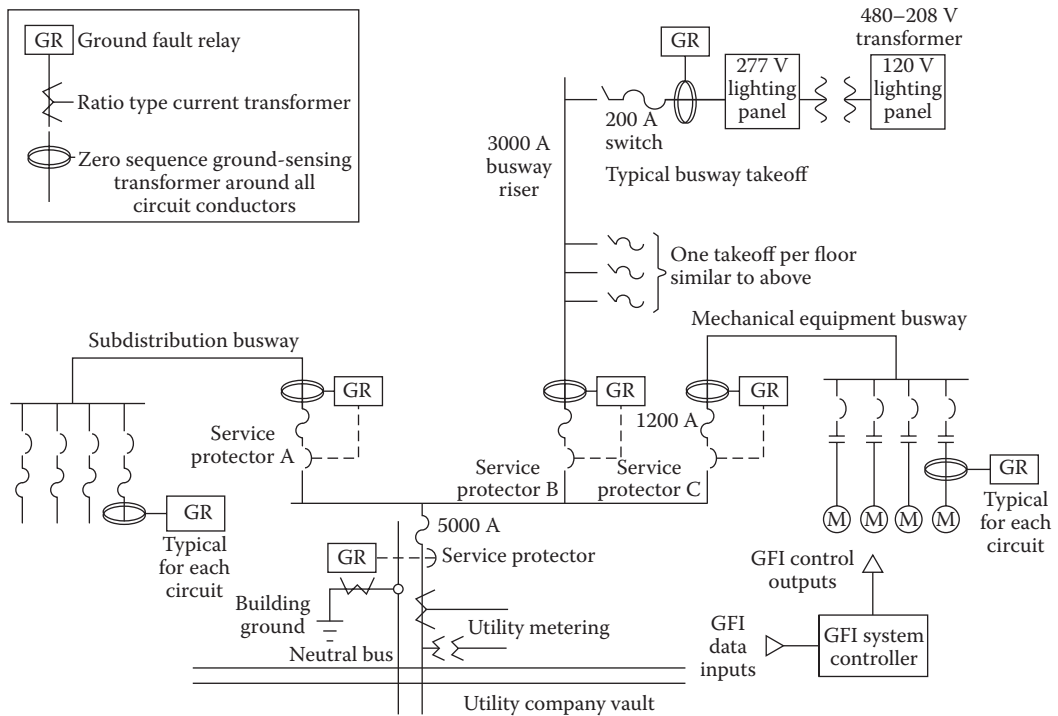 GR Ground fault relay
Ratio type current transformer
Zero sequence ground-sensing
transformer around all
circuit conductors
GR
480–208 V
transformer
277 V
lighting
panel
120 V
lighting
panel
200 A
switch
3000 A
busway
riser
Typical busway takeoff
One takeoff per floor
similar to above
Mechanical equipment busway
Subdistribution busway
GR
GR
GR
1200 A
Service
protector A
Service
protector B
Service
protector C
GR
Typical
for each
circuit
GR
Typical
for each
circuit
M
M
M
M
5000 A
GR
Service protector
Building
ground
Utility metering
Neutral bus
Utility company vault
GFI control
outputs
GFI
data
inputs
GFI system
controller